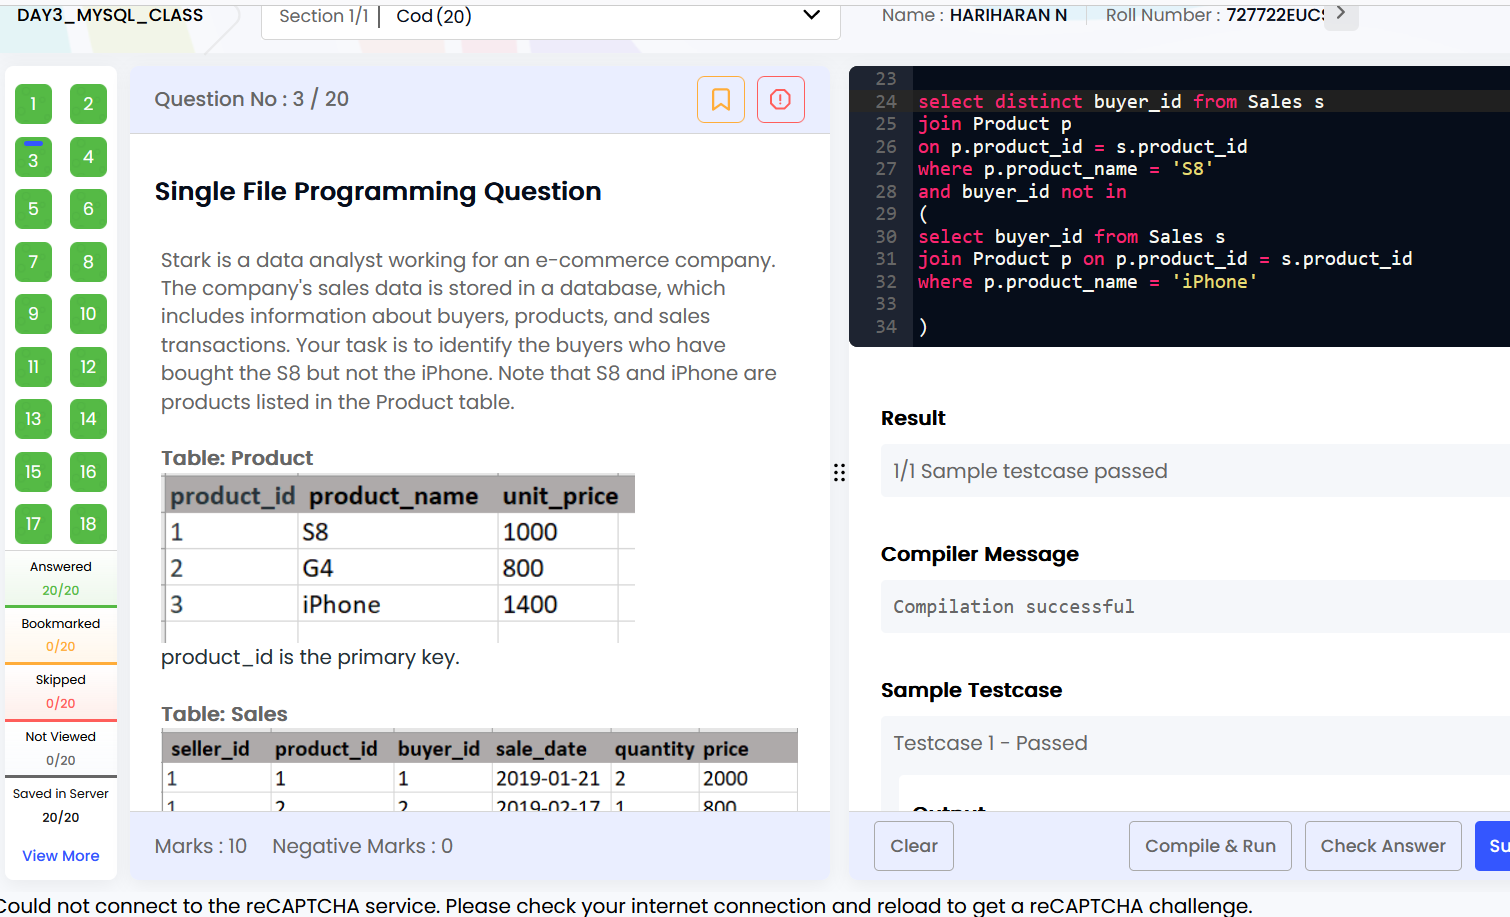 DAY3_MYSQL_CLASS
Section 1/1 | Cod (20)
Name : HARIHARAN N
Roll Number : 727722EUCS
1 2
3 4
5 6
7 8
9 10
11 12
13 14
15 16
17 18
Answered
20/20
Bookmarked
0/20
Skipped
0/20
Not Viewed
0/20
Saved in Server
20/20
View More
Question No : 3 / 20
Single File Programming Question
Stark is a data analyst working for an e-commerce company.
The company's sales data is stored in a database, which
includes information about buyers, products, and sales
transactions. Your task is to identify the buyers who have
bought the S8 but not the iPhone. Note that S8 and iPhone are
products listed in the Product table.
Table: Product
product_id product_name unit_price
1 S8 1000
2 G4 800
3 iPhone 1400
product_id is the primary key.
Table: Sales
seller_id product_id buyer_id sale_date quantity price
1 1 1 2019-01-21 2 2000
1 2 2 2019-02-17 1 800
Marks : 10 Negative Marks : 0
23
24 select distinct buyer_id from Sales s
25 join Product p
26 on p.product_id = s.product_id
27 where p.product_name = 'S8'
28 and buyer_id not in
29 (
30 select buyer_id from Sales s
31 join Product p on p.product_id = s.product_id
32 where p.product_name = 'iPhone'
33
34 )
Result
1/1 Sample testcase passed
Compiler Message
Compilation successful
Sample Testcase
Testcase 1 - Passed
Output
Clear
Compile & Run
Check Answer
Su
Could not connect to the reCAPTCHA service. Please check your internet connection and reload to get a reCAPTCHA challenge.